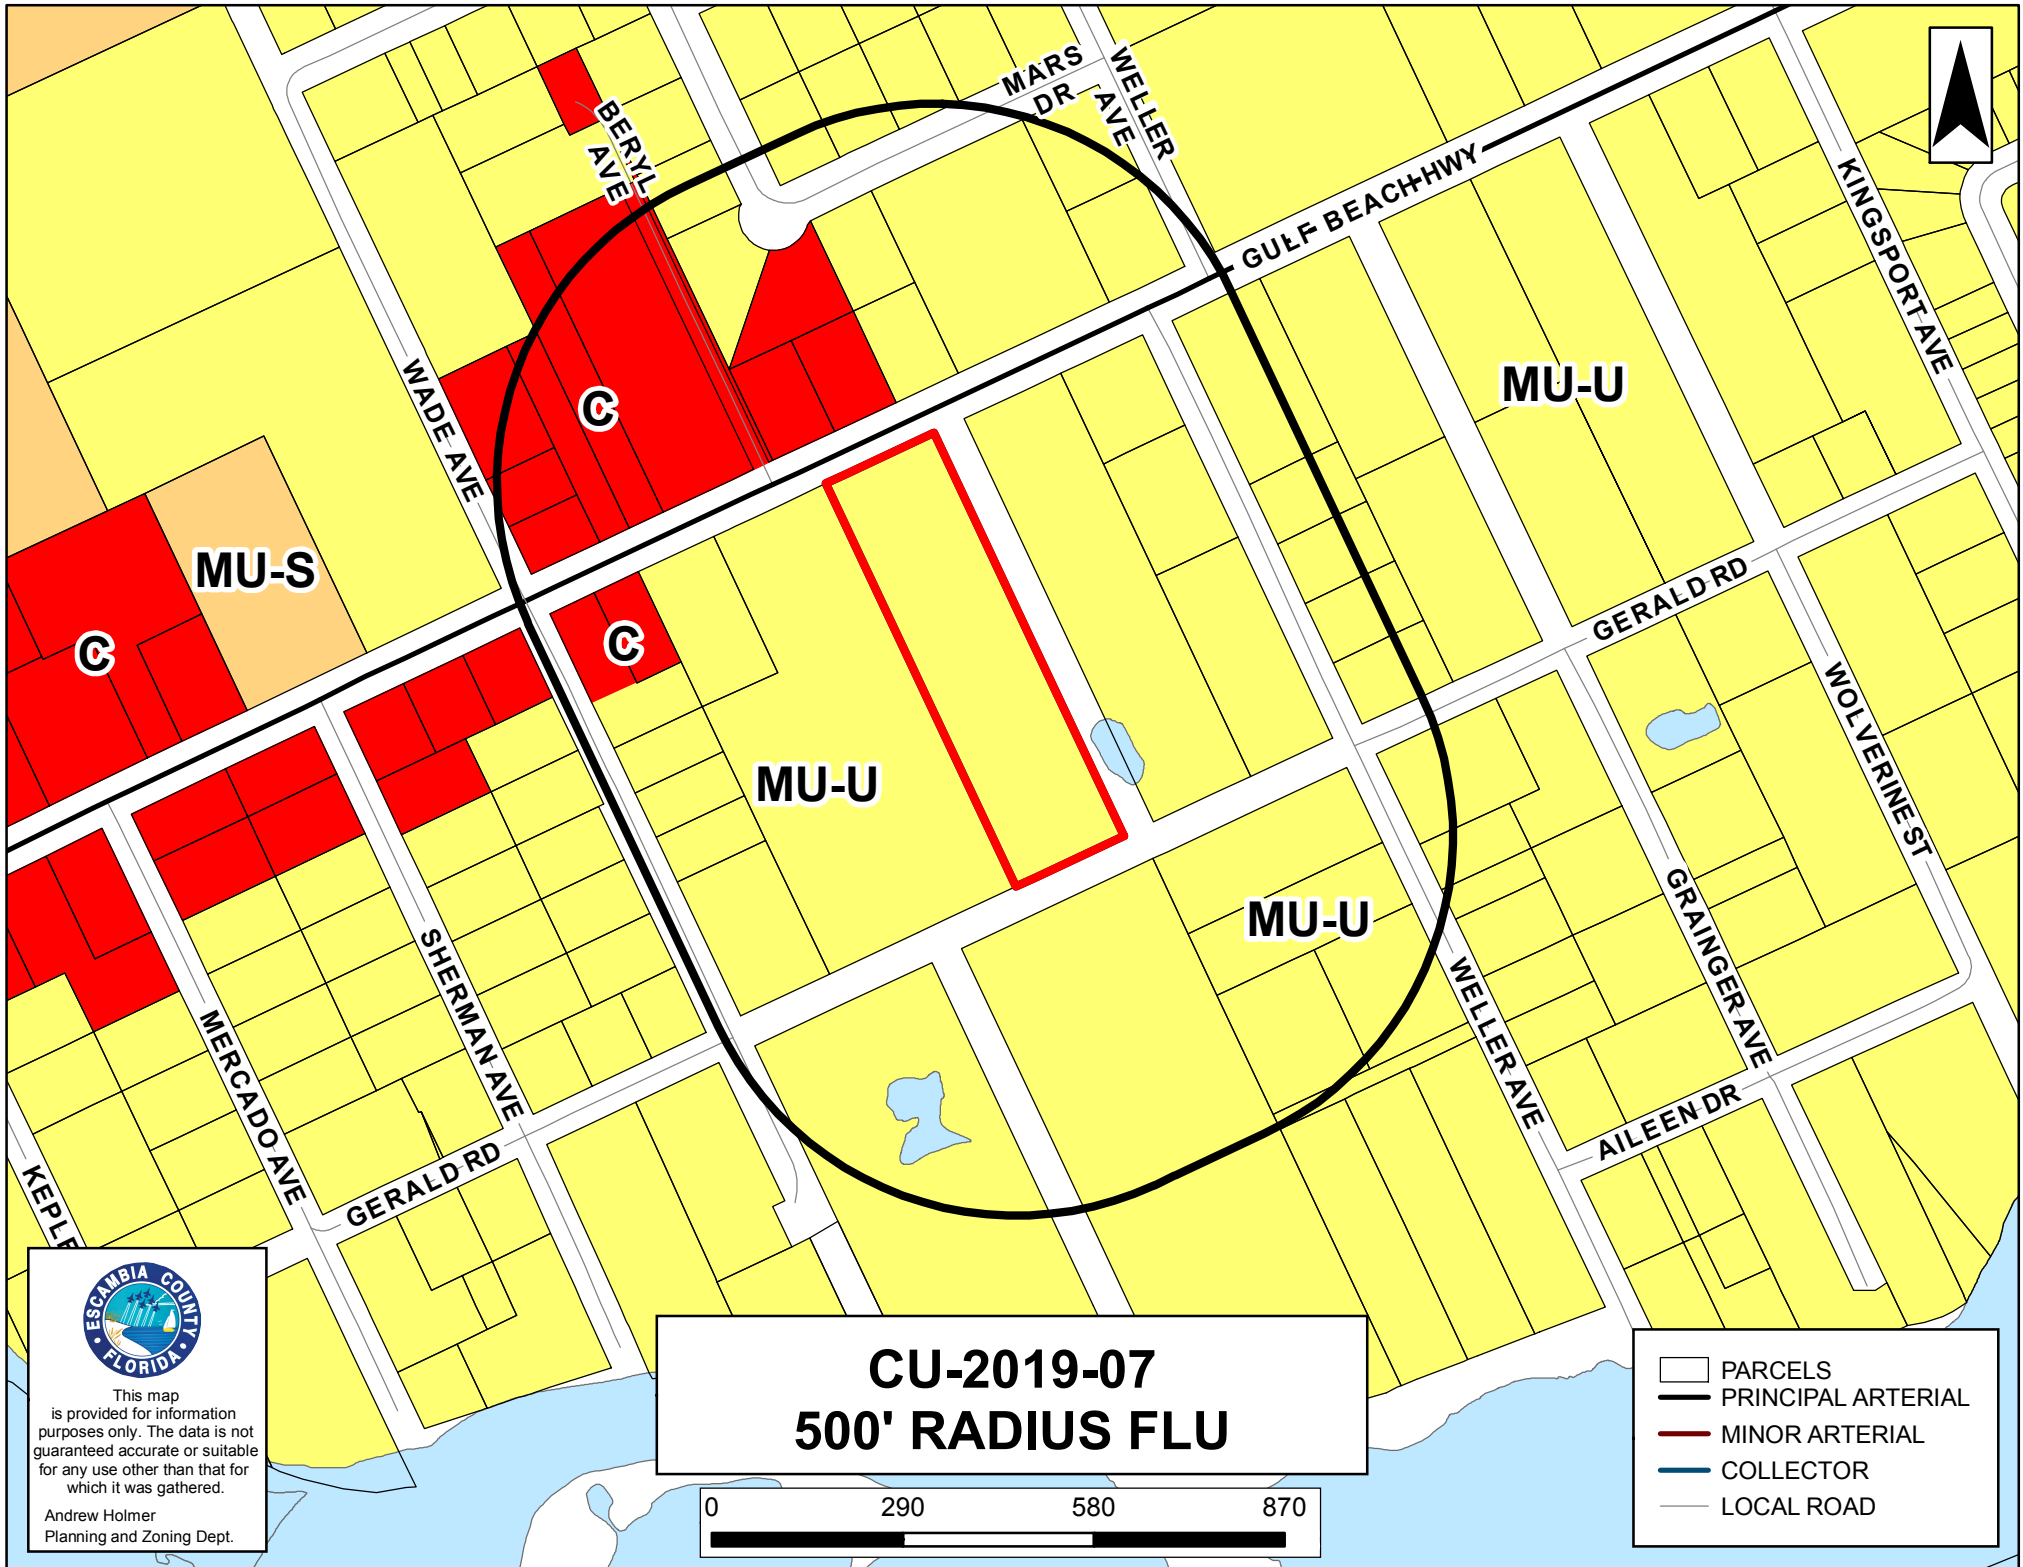 MARS
DR
WELLER
AVE
BERYL
AVE
GULF BEACH HWY
KINGSPORT AVE
WADE AVE
C
MU-U
MU-S
C
C
GERALD RD
MU-U
WOLVERINE ST
MU-U
GRAINGER AVE
SHERMAN AVE
WELLER AVE
MERCADO AVE
AILEEN DR
GERALD RD
KEPLE
ESCAMBIA COUNTY
FLORIDA
This map
is provided for information
purposes only. The data is not
guaranteed accurate or suitable
for any use other than that for
which it was gathered.
Andrew Holmer
Planning and Zoning Dept.
CU-2019-07
500' RADIUS FLU
0 290 580 870
PARCELS
PRINCIPAL ARTERIAL
MINOR ARTERIAL
COLLECTOR
LOCAL ROAD